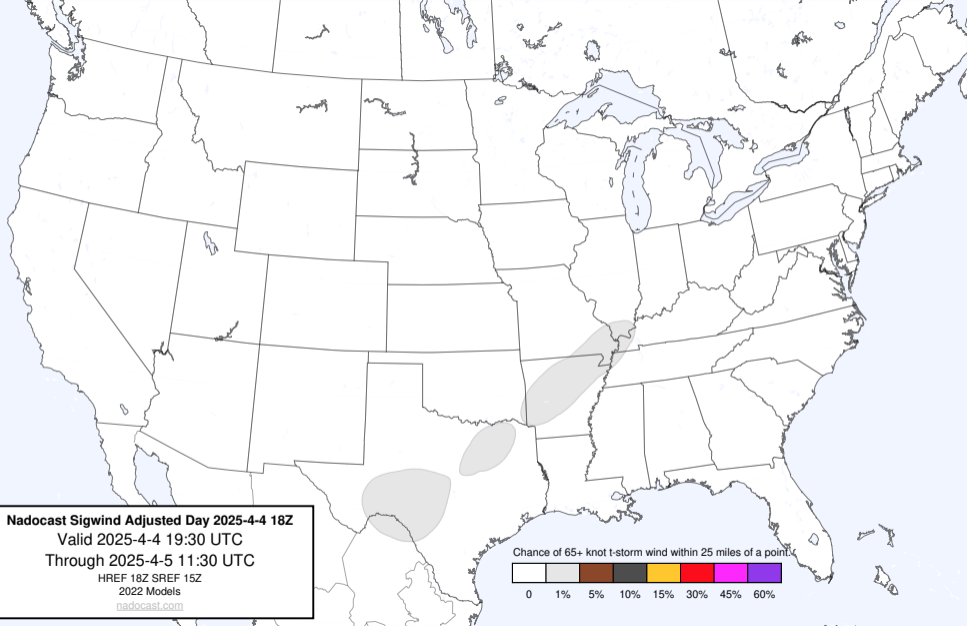 Nadocast Sigwind Adjusted Day 2025-4-4 18Z
Valid 2025-4-4 19:30 UTC
Through 2025-4-5 11:30 UTC
HREF 18Z SREF 15Z
2022 Models
nadocast.com
Chance of 65+ knot t-storm wind within 25 miles of a point.
0 1% 5% 10% 15% 30% 45% 60%